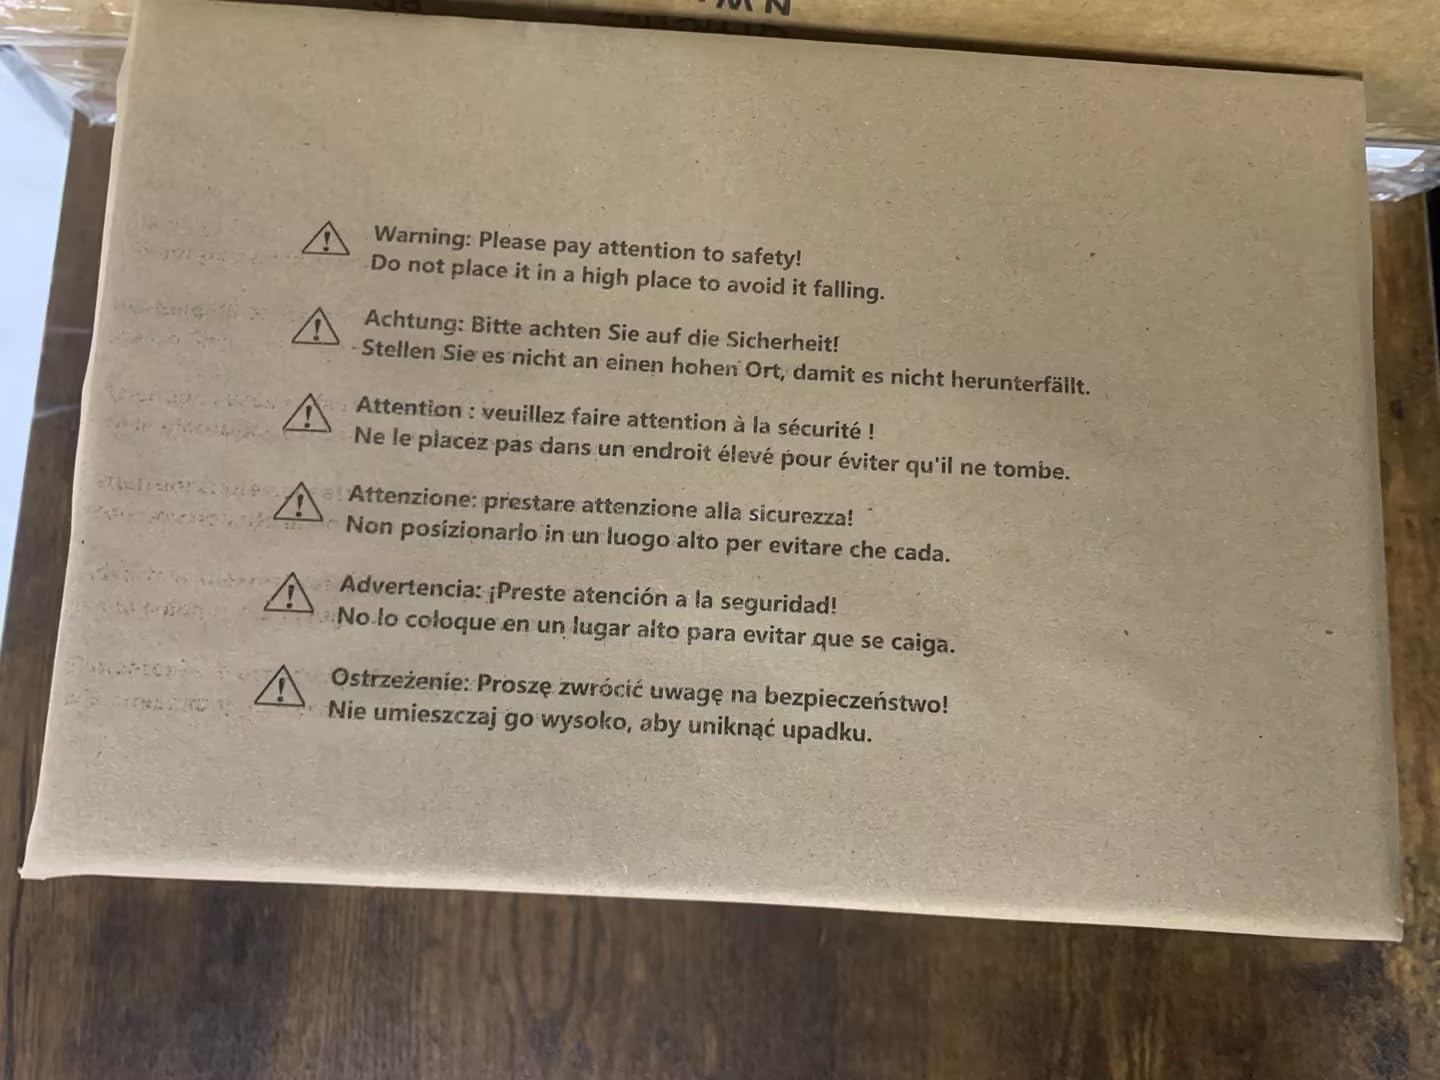 Warning: Please pay attention to safety!
Do not place it in a high place to avoid it falling.
Achtung: Bitte achten Sie auf die Sicherheit!
Stellen Sie es nicht an einen hohen Ort, damit es nicht herunterfällt.
Attention : veuillez faire attention à la sécurité !
Ne le placez pas dans un endroit élevé pour éviter qu'il ne tombe.
Attenzione: prestare attenzione alla sicurezza!
Non posizionarlo in un luogo alto per evitare che cada.
Advertencia: ¡Preste atención a la seguridad!
No lo coloque en un lugar alto para evitar que se caiga.
Ostrzeżenie: Proszę zwrócić uwagę na bezpieczeństwo!
Nie umieszczaj go wysoko, aby uniknąć upadku.